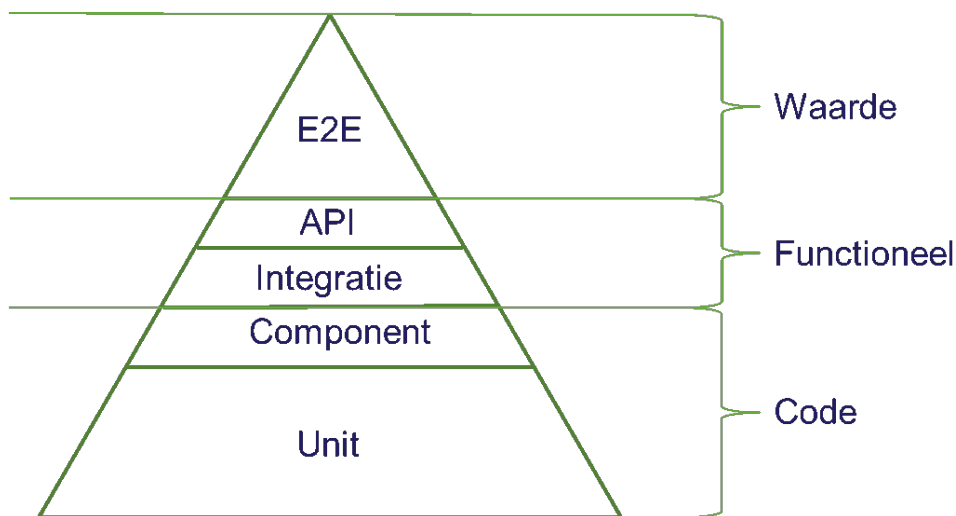 E2E
Waarde
API
Functioneel
Integratie
Component
Code
Unit